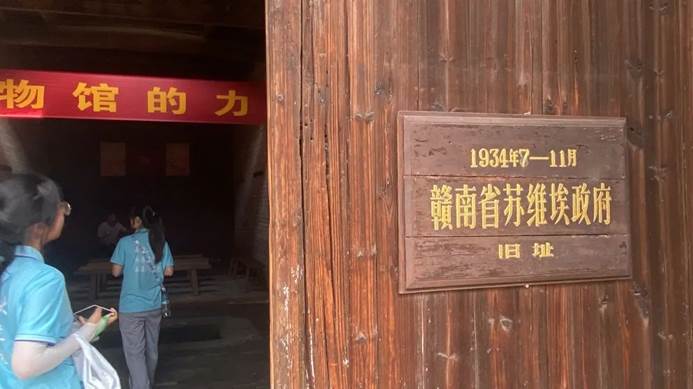 物馆的力
1934年7—11月
赣南省苏维埃政府
旧址